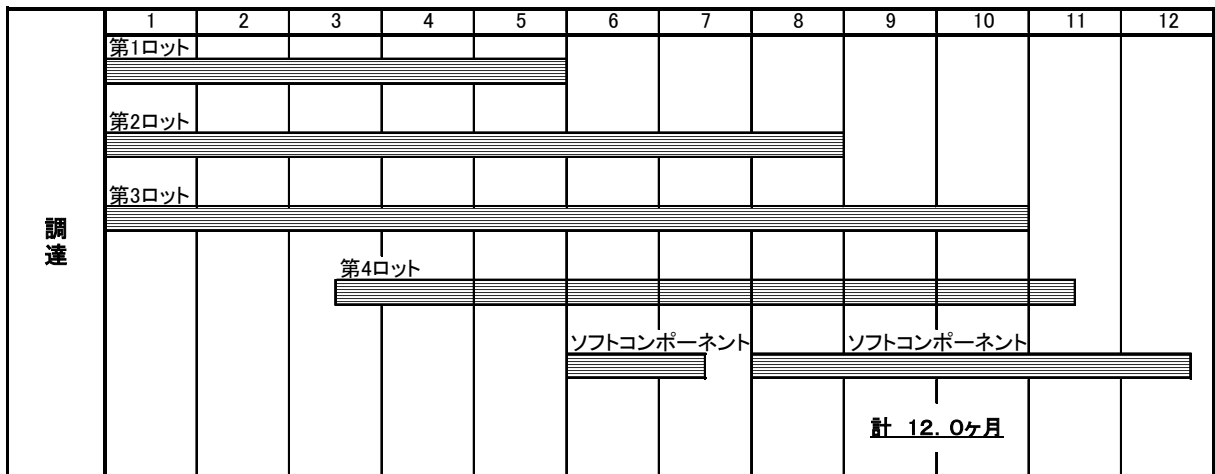 1 2 3 4 5 6 7 8 9 10 11 12
第1ロット
第2ロット
第3ロット
調達
第4ロット
ソフトコンポーネント ソフトコンポーネント
計 12.0ヶ月